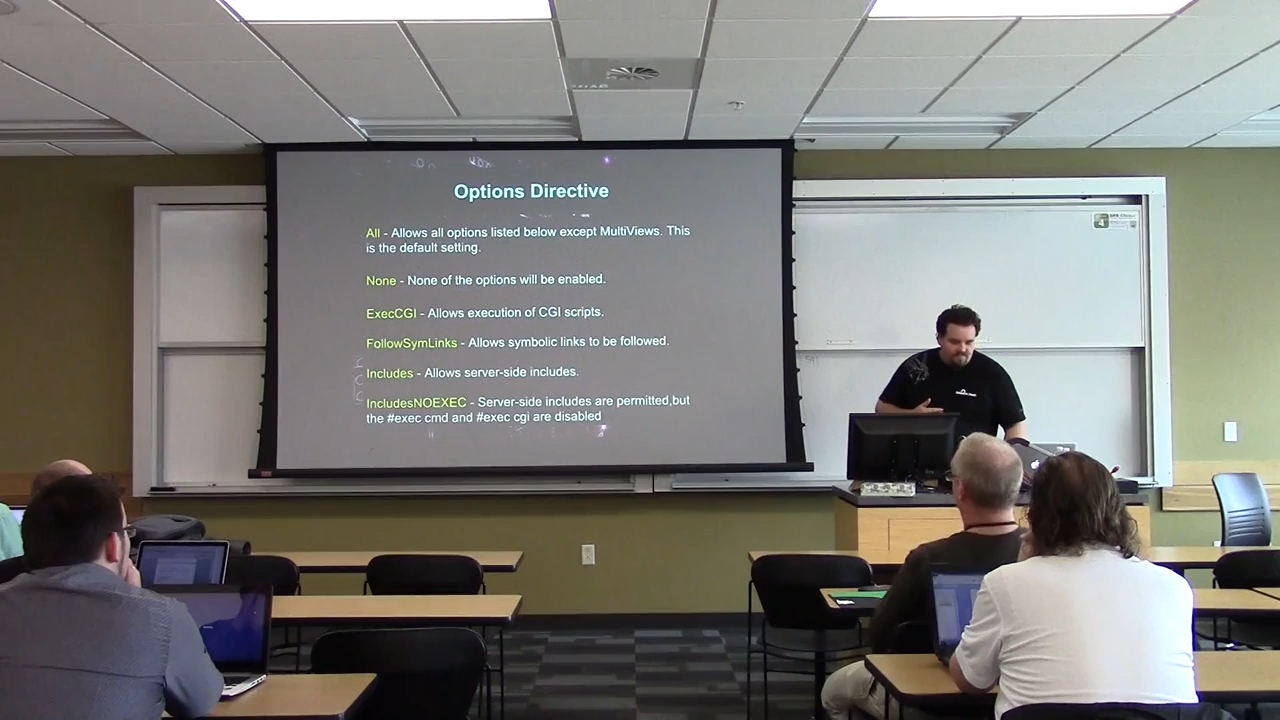 Options Directive
All - Allows all options listed below except MultiViews. This
is the default setting.
None - None of the options will be enabled.
ExecCGI - Allows execution of CGI scripts.
FollowSymLinks - Allows symbolic links to be followed.
Includes - Allows server-side includes.
IncludesNOEXEC - Server-side includes are permitted,but
the #exec cmd and #exec cgi are disabled
4